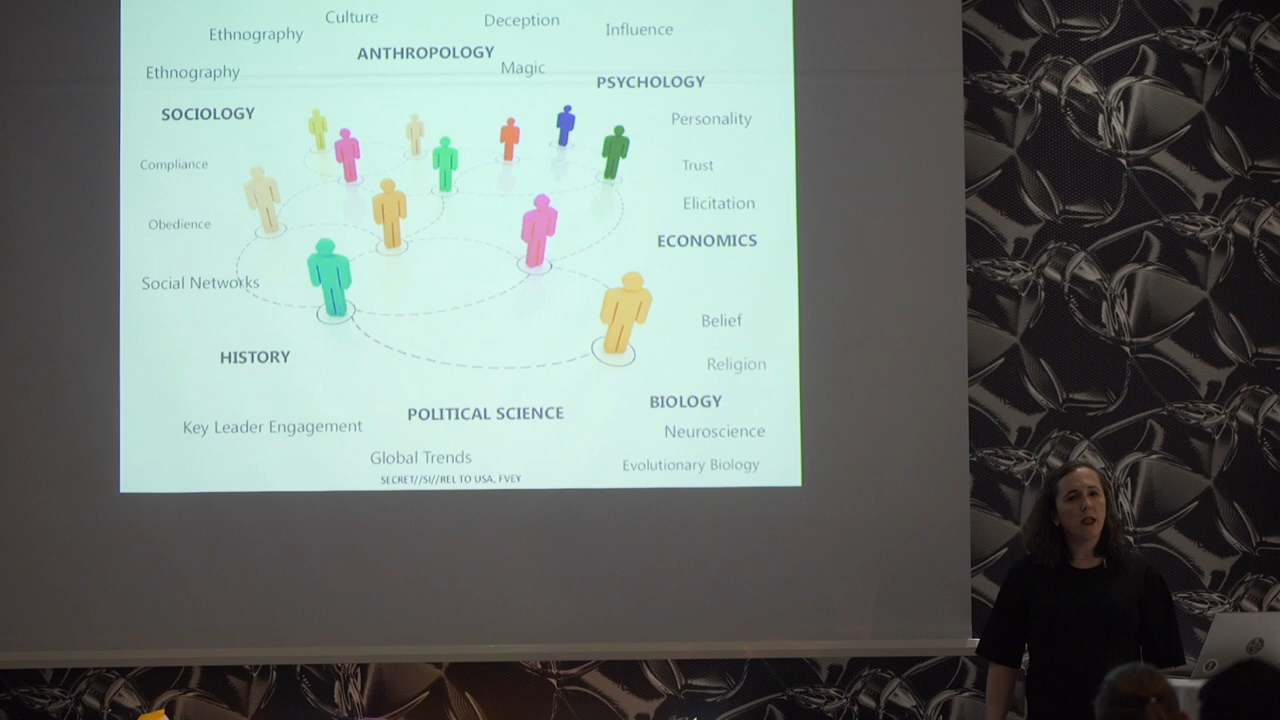 Culture
Deception
Influence
Ethnography
ANTHROPOLOGY
Magic
Ethnography
PSYCHOLOGY
SOCIOLOGY
Personality
Compliance
Trust
Elicitation
Obedience
ECONOMICS
Social Networks
Belief
HISTORY
Religion
BIOLOGY
POLITICAL SCIENCE
Key Leader Engagement
Neuroscience
Global Trends
Evolutionary Biology
SECRET//SI//REL TO USA, FVEY